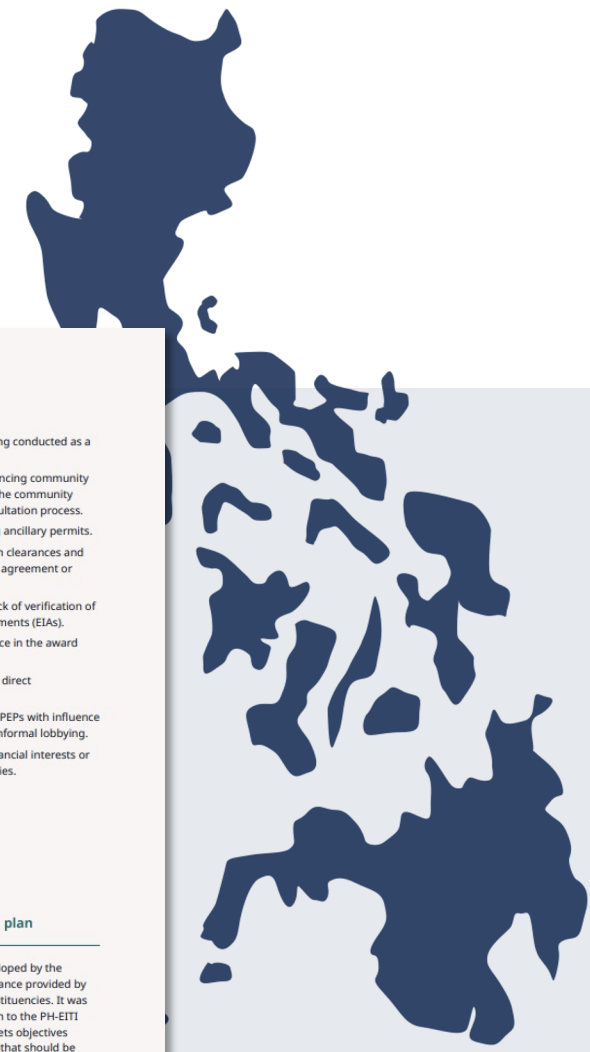 ng conducted as a
ncing community
he community
ultation process.
g ancillary permits.
n clearances and
agreement or
ck of verification of
ments (EIAs).
ce in the award
direct
PEPs with influence
nformal lobbying.
ancial interests or
ies.
plan
loped by the
ance provided by
tituencies. It was
n to the PH-EITI
ets objectives
that should be